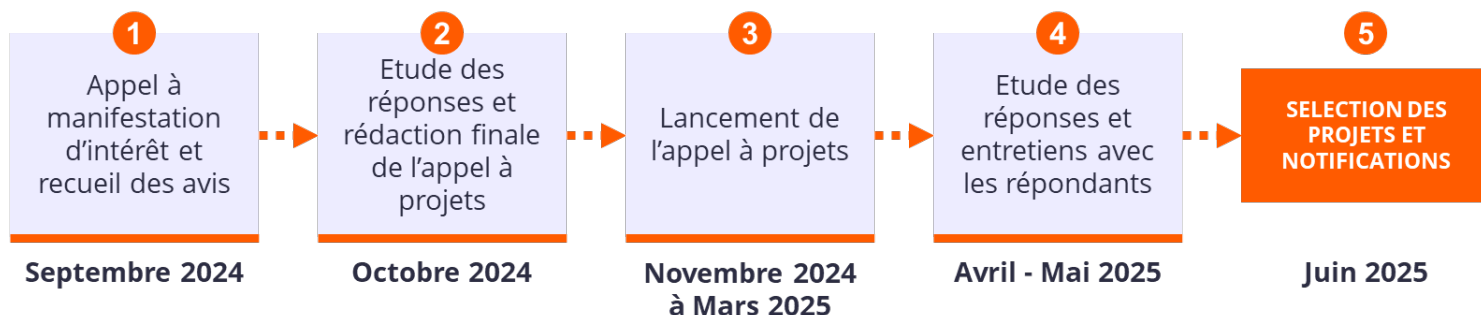 1
Appel à
manifestation
d’intérêt et
recueil des avis
Septembre 2024
2
Etude des
réponses et
rédaction finale
de l’appel à
projets
Octobre 2024
3
Lancement de
l’appel à projets
Novembre 2024
à Mars 2025
4
Etude des
réponses et
entretiens avec
les répondants
Avril - Mai 2025
5
SELECTION DES
PROJETS ET
NOTIFICATIONS
Juin 2025